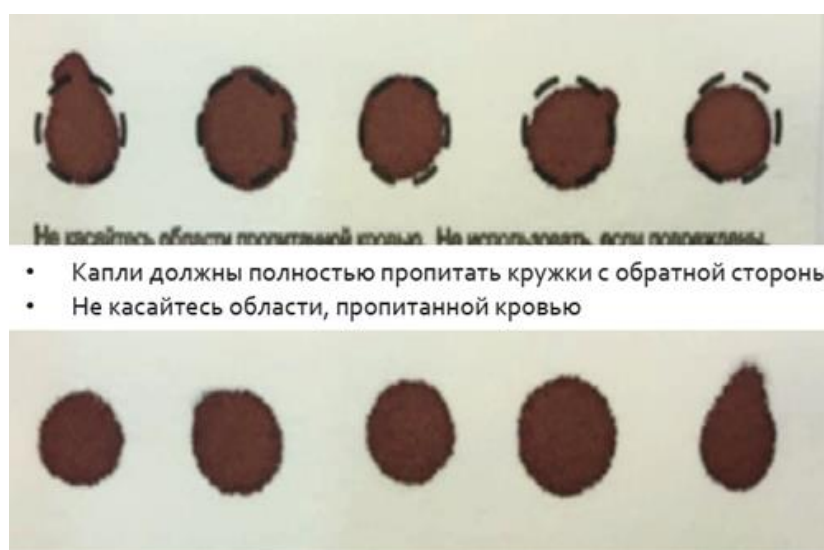 Не касайтесь области пропитанной кровью. Не использовать, если повреждены.
• Капли должны полностью пропитать кружки с обратной сторонь
• Не касайтесь области, пропитанной кровью